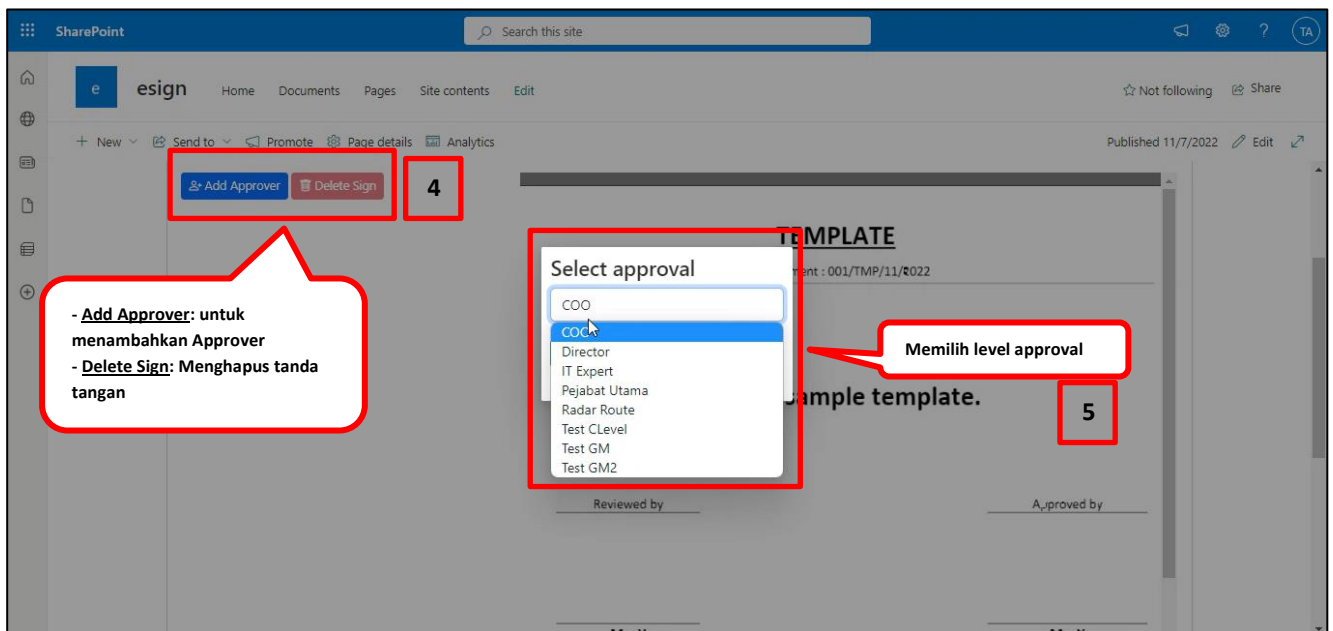 SharePoint
Search this site
TA
e
esign
Home Documents Pages Site contents Edit
Not following Share
+ New Send to Promote Page details Analytics
Published 11/7/2022 Edit
Add Approver Delete Sign
4
TEMPLATE
: 001/TMP/11/2022
Select approval
COO
COO
Director
IT Expert
Pejabat Utama
Radar Route
Test CLevel
Test GM
Test GM2
- Add Approver: untuk
menambahkan Approver
- Delete Sign: Menghapus tanda
tangan
Memilih level approval
5
sample template.
Reviewed by
Approved by